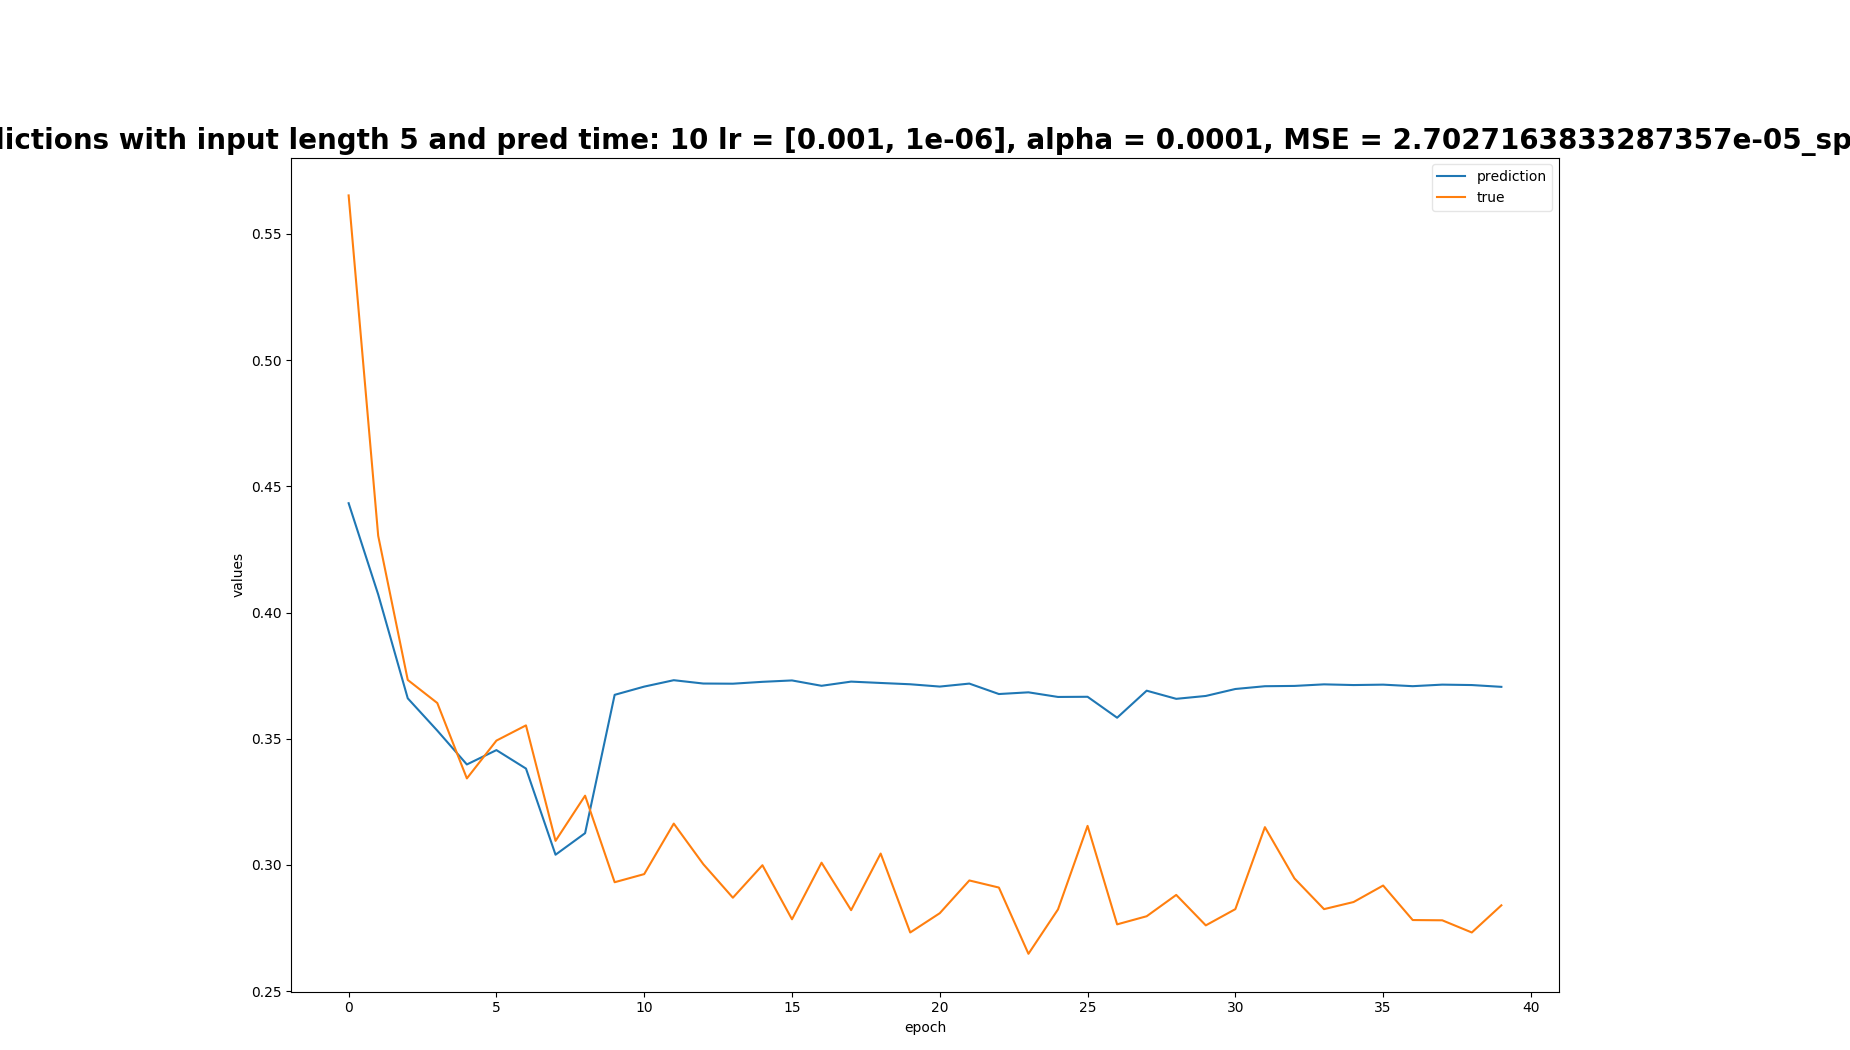 with input length 5 and pred time: 10 lr = [0.001, 1e-06], alpha = 0.0001, MSE = 2.7027163833287357e-05_sp
prediction
true
0.55
0.50
0.45
0.40
0.35
0.30
0.25
values
0 5 10 15 20 25 30 35 40
epoch